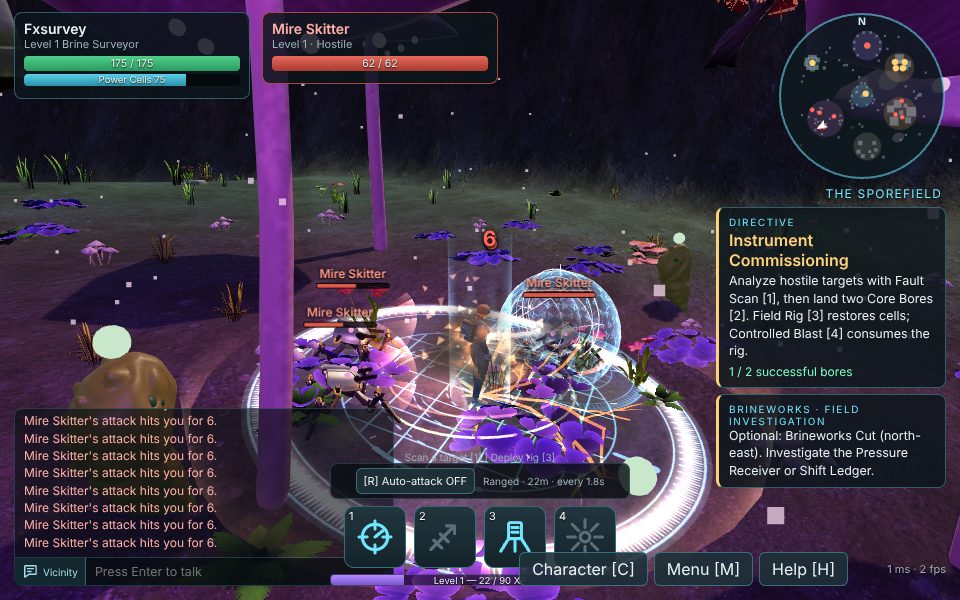 Fxsurvey
Level 1 Brine Surveyor
175 / 175
Power Cells 75
Mire Skitter
Level 1 · Hostile
62 / 62
N
THE SPOREFIELD
DIRECTIVE
Instrument
Commissioning
Analyze hostile targets with Fault
Scan [1], then land two Core Bores
[2]. Field Rig [3] restores cells;
Controlled Blast [4] consumes the
rig.
1 / 2 successful bores
BRINEWORKS · FIELD
INVESTIGATION
Optional: Brineworks Cut (north-
east). Investigate the Pressure
Receiver or Shift Ledger.
6
Mire Skitter
Mire Skitter
Mire Skitter
Mire Skitter's attack hits you for 6.
Mire Skitter's attack hits you for 6.
Mire Skitter's attack hits you for 6.
Mire Skitter's attack hits you for 6.
Mire Skitter's attack hits you for 6.
Mire Skitter's attack hits you for 6.
Mire Skitter's attack hits you for 6.
Mire Skitter's attack hits you for 6.
Scan a target [1] Deploy rig [3]
[R] Auto-attack OFF
Ranged · 22m · every 1.8s
1
2
3
4
Vicinity
Press Enter to talk
Level 1 — 22 / 90
Character [C]
Menu [M]
Help [H]
1 ms · 2 fps